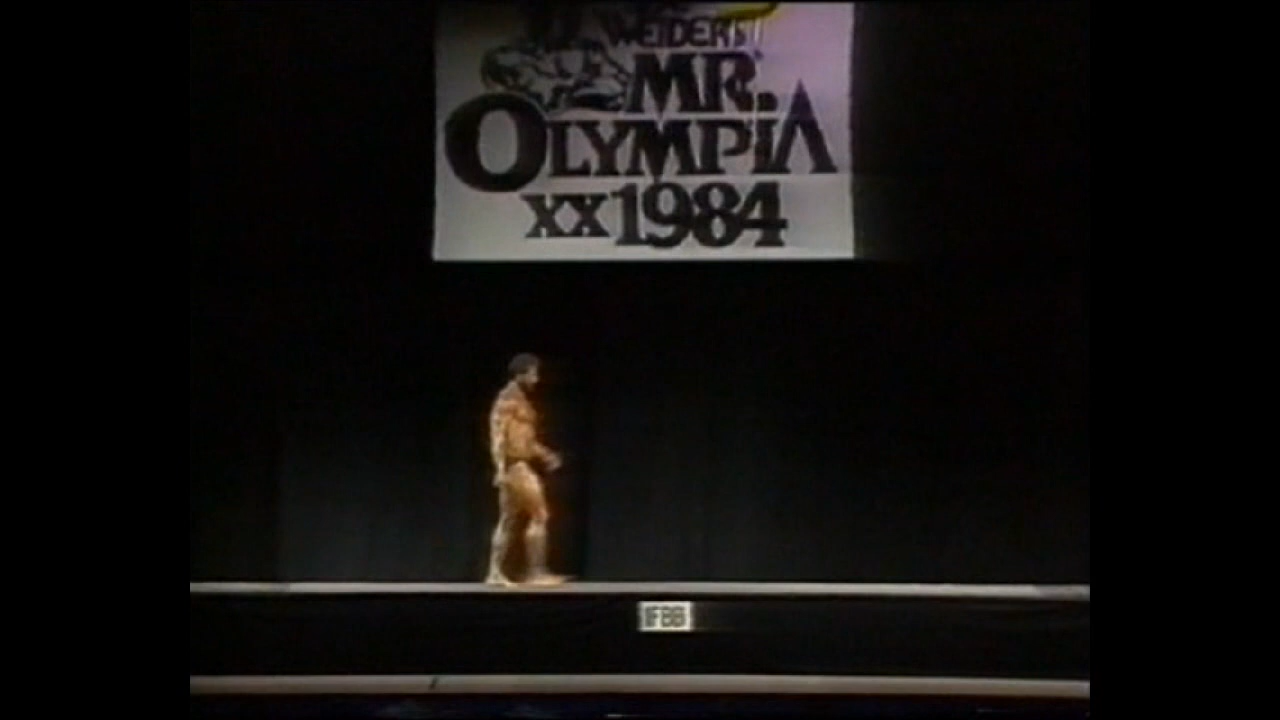 WEIDER'S
MR.
OLYMPIA
XX 1984
IFBB